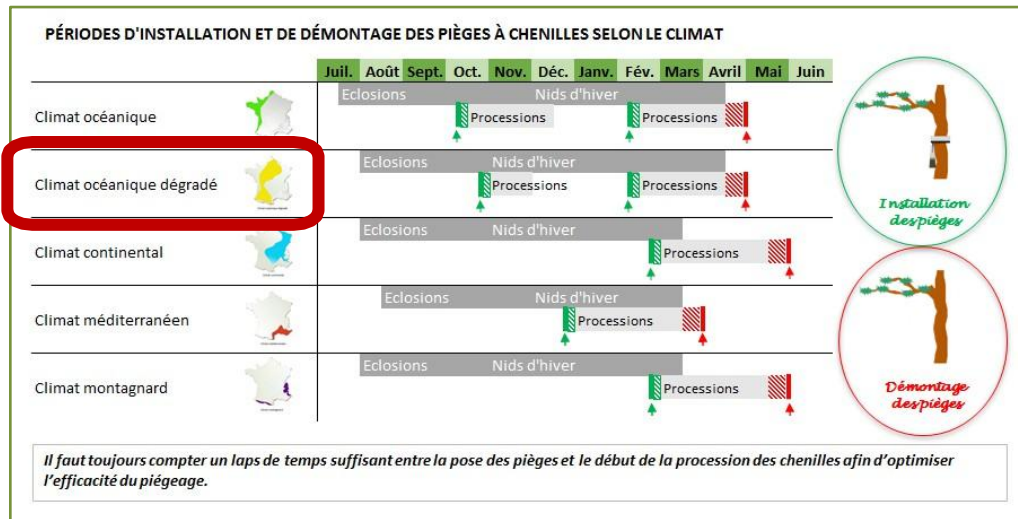 PÉRIODES D'INSTALLATION ET DE DÉMONTAGE DES PIÈGES À CHENILLES SELON LE CLIMAT
Juil. Août Sept. Oct. Nov. Déc. Janv. Fév. Mars Avril Mai Juin
Eclosions Nids d'hiver
Climat océanique
Processions Processions
Eclosions Nids d'hiver
Climat océanique dégradé
Processions Processions
Eclosions Nids d'hiver
Climat continental
Processions
Eclosions Nids d'hiver
Climat méditerranéen
Processions
Eclosions Nids d'hiver
Climat montagnard
Processions
Installation
des pièges
Démontage
des pièges
Il faut toujours compter un laps de temps suffisant entre la pose des pièges et le début de la procession des chenilles afin d'optimiser
l'efficacité du piégeage.